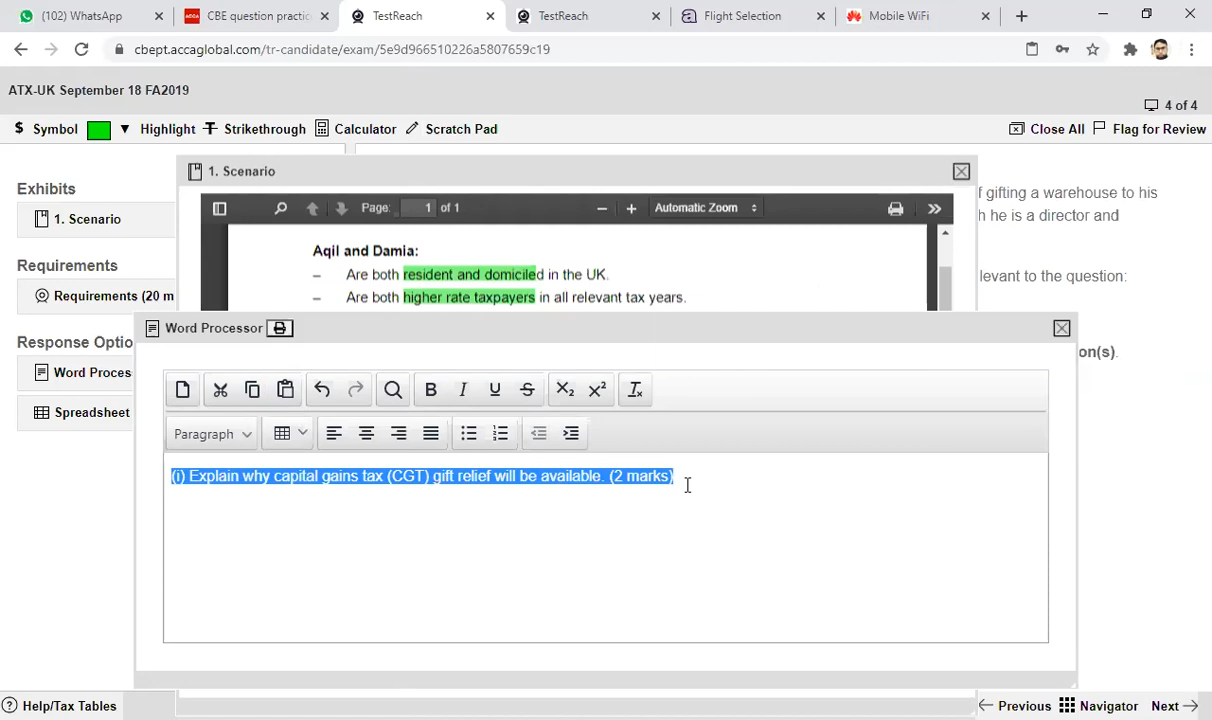 (102) WhatsApp
CBE question practic
TestReach
TestReach
Flight Selection
Mobile WiFi
cbept.accaglobal.com/tr-candidate/exam/5e9d966510226a5807659c19
ATX-UK September 18 FA2019
4 of 4
$ Symbol
Highlight
Strikethrough
Calculator
Scratch Pad
Close All
Flag for Review
Exhibits
1. Scenario
Requirements
Requirements (20 m
Response Optio
Word Proces
Spreadsheet
f gifting a warehouse to his
h he is a director and
levant to the question:
on(s).
1. Scenario
Page: 1 of 1
Automatic Zoom
Aqil and Damia:
– Are both resident and domiciled in the UK.
– Are both higher rate taxpayers in all relevant tax years.
Word Processor
Paragraph
(i) Explain why capital gains tax (CGT) gift relief will be available. (2 marks)
Help/Tax Tables
Previous
Navigator
Next